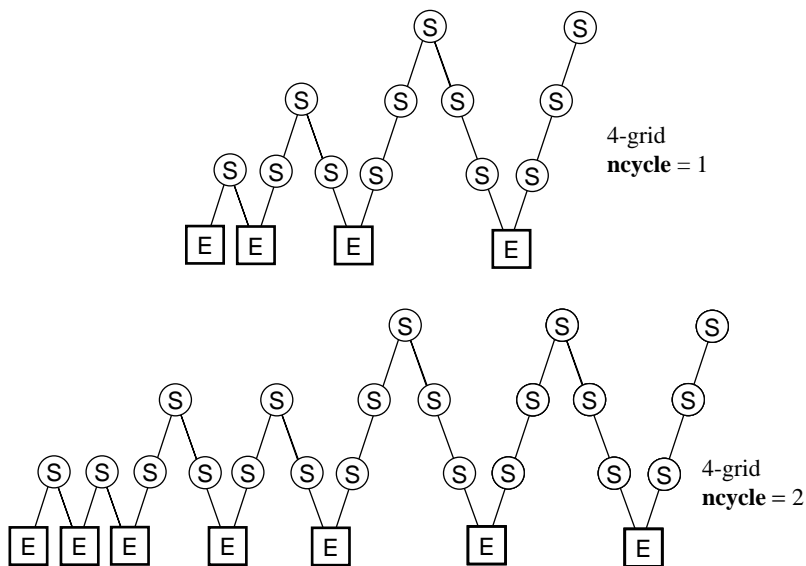 S S
S S S S
4-grid
ncycle = 1
S S S S S S
E E E E
S S S
S S S S S S S
4-grid
S S S S S S S S S S S
ncycle = 2
E E E E E E E